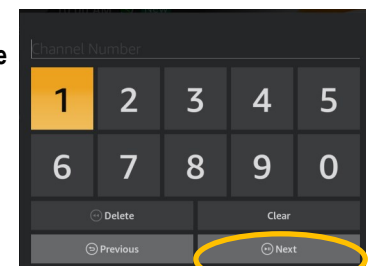 e
Channel Number
1 2 3 4 5
6 7 8 9 0
Delete Clear
Previous Next